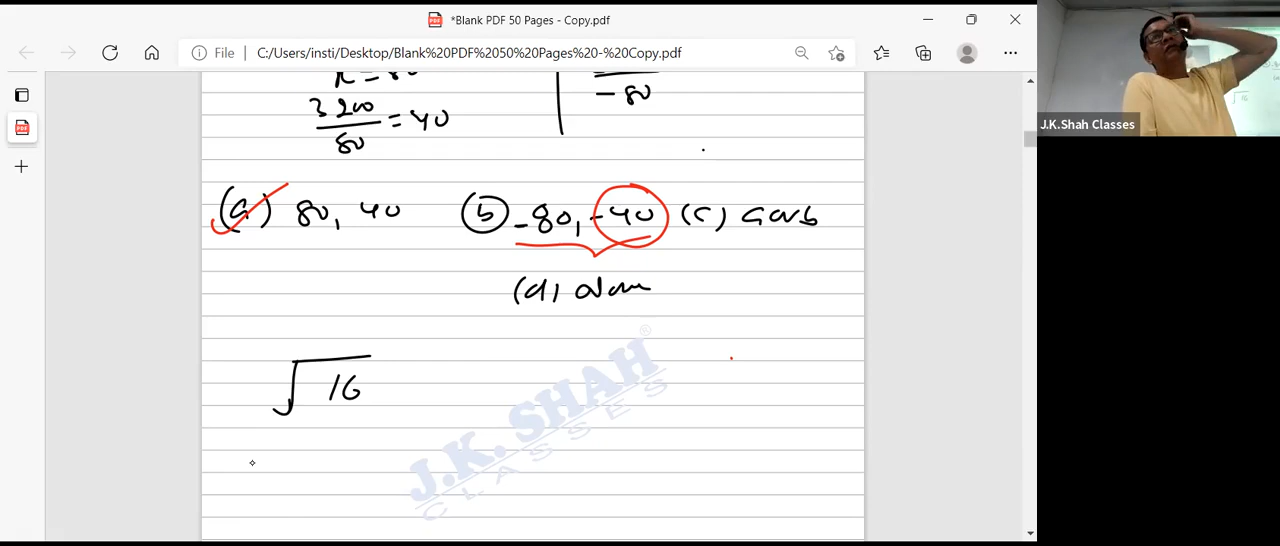 *Blank PDF 50 Pages - Copy.pdf
File C:/Users/insti/Desktop/Blank%20PDF%2050%20Pages%20-%20Copy.pdf
3200/80 = 40
-80
J.K.Shah Classes
(a) 80, 40 (b) -80, -40 (c) a or b
(d)
√16
J.K. SHAH ®
CLASSES